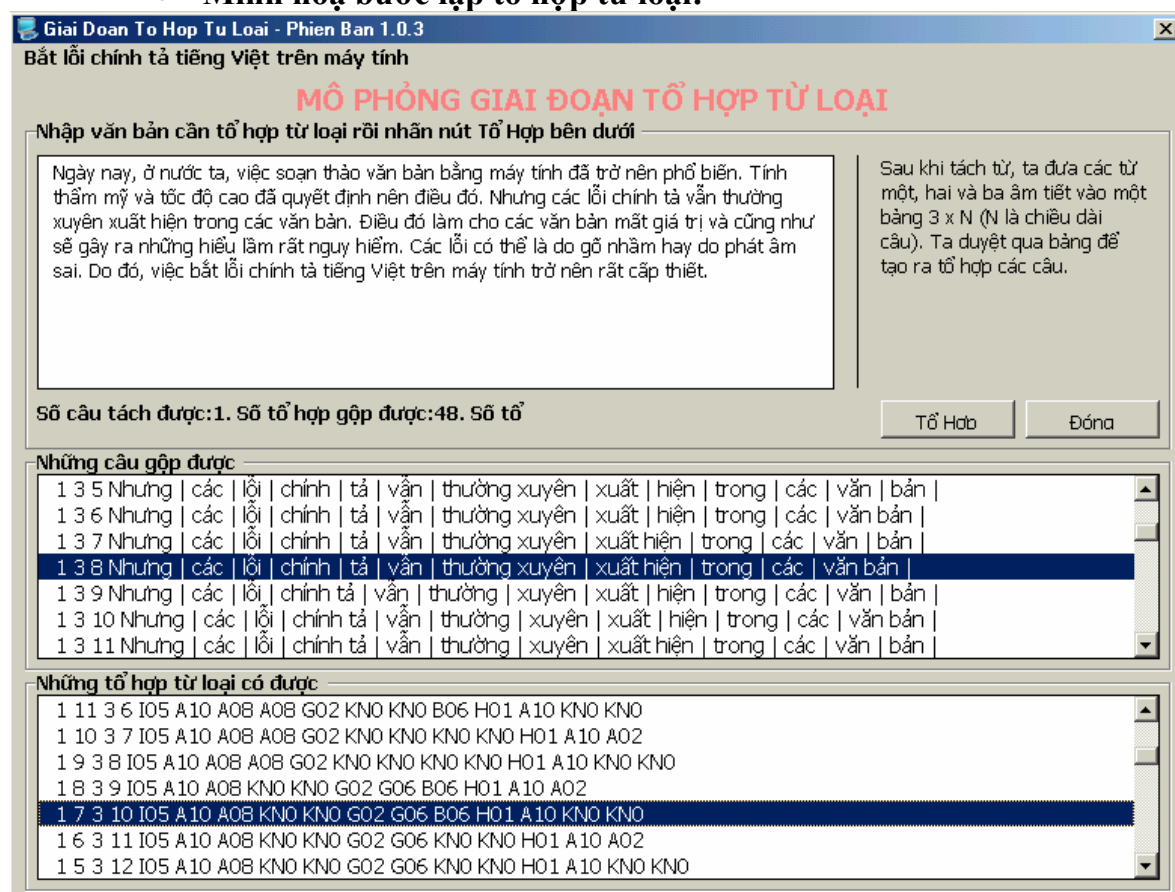 Minh hoạ bước lập tổ hợp từ loại:
Giai Doan To Hop Tu Loai - Phien Ban 1.0.3
Bắt lỗi chính tả tiếng Việt trên máy tính
MÔ PHỎNG GIAI ĐOẠN TỔ HỢP TỪ LOẠI
Nhập văn bản cần tổ hợp từ loại rồi nhấn nút Tổ Hợp bên dưới
Ngày nay, ở nước ta, việc soạn thảo văn bản bằng máy tính đã trở nên phổ biến. Tính
thẩm mỹ và tốc độ cao đã quyết định nên điều đó. Nhưng các lỗi chính tả vẫn thường
xuyên xuất hiện trong các văn bản. Điều đó làm cho các văn bản mất giá trị và cũng như
sẽ gây ra những hiểu lầm rất nguy hiểm. Các lỗi có thể là do gõ nhầm hay do phát âm
sai. Do đó, việc bắt lỗi chính tả tiếng Việt trên máy tính trở nên rất cấp thiết.
Sau khi tách từ, ta đưa các từ
một, hai và ba âm tiết vào một
bảng 3 x N (N là chiều dài
câu). Ta duyệt qua bảng để
tạo ra tổ hợp các câu.
Số câu tách được:1. Số tổ hợp gộp được:48. Số tổ
Tổ Hợp
Đóng
Những câu gộp được
1 3 5 Nhưng | các | lỗi | chính | tả | vẫn | thường xuyên | xuất | hiện | trong | các | văn | bản |
1 3 6 Nhưng | các | lỗi | chính | tả | vẫn | thường xuyên | xuất | hiện | trong | các | văn bản |
1 3 7 Nhưng | các | lỗi | chính | tả | vẫn | thường xuyên | xuất hiện | trong | các | văn | bản |
1 3 8 Nhưng | các | lỗi | chính | tả | vẫn | thường xuyên | xuất hiện | trong | các | văn bản |
1 3 9 Nhưng | các | lỗi | chính tả | vẫn | thường | xuyên | xuất | hiện | trong | các | văn | bản |
1 3 10 Nhưng | các | lỗi | chính tả | vẫn | thường | xuyên | xuất | hiện | trong | các | văn bản |
1 3 11 Nhưng | các | lỗi | chính tả | vẫn | thường | xuyên | xuất hiện | trong | các | văn | bản |
Những tổ hợp từ loại có được
1 11 3 6 I05 A10 A08 A08 G02 KN0 KN0 B06 H01 A10 KN0 KN0
1 10 3 7 I05 A10 A08 A08 G02 KN0 KN0 KN0 KN0 H01 A10 A02
1 9 3 8 I05 A10 A08 A08 G02 KN0 KN0 KN0 KN0 H01 A10 KN0 KN0
1 8 3 9 I05 A10 A08 KN0 KN0 G02 G06 B06 H01 A10 A02
1 7 3 10 I05 A10 A08 KN0 KN0 G02 G06 B06 H01 A10 KN0 KN0
1 6 3 11 I05 A10 A08 KN0 KN0 G02 G06 KN0 KN0 H01 A10 A02
1 5 3 12 I05 A10 A08 KN0 KN0 G02 G06 KN0 KN0 H01 A10 KN0 KN0